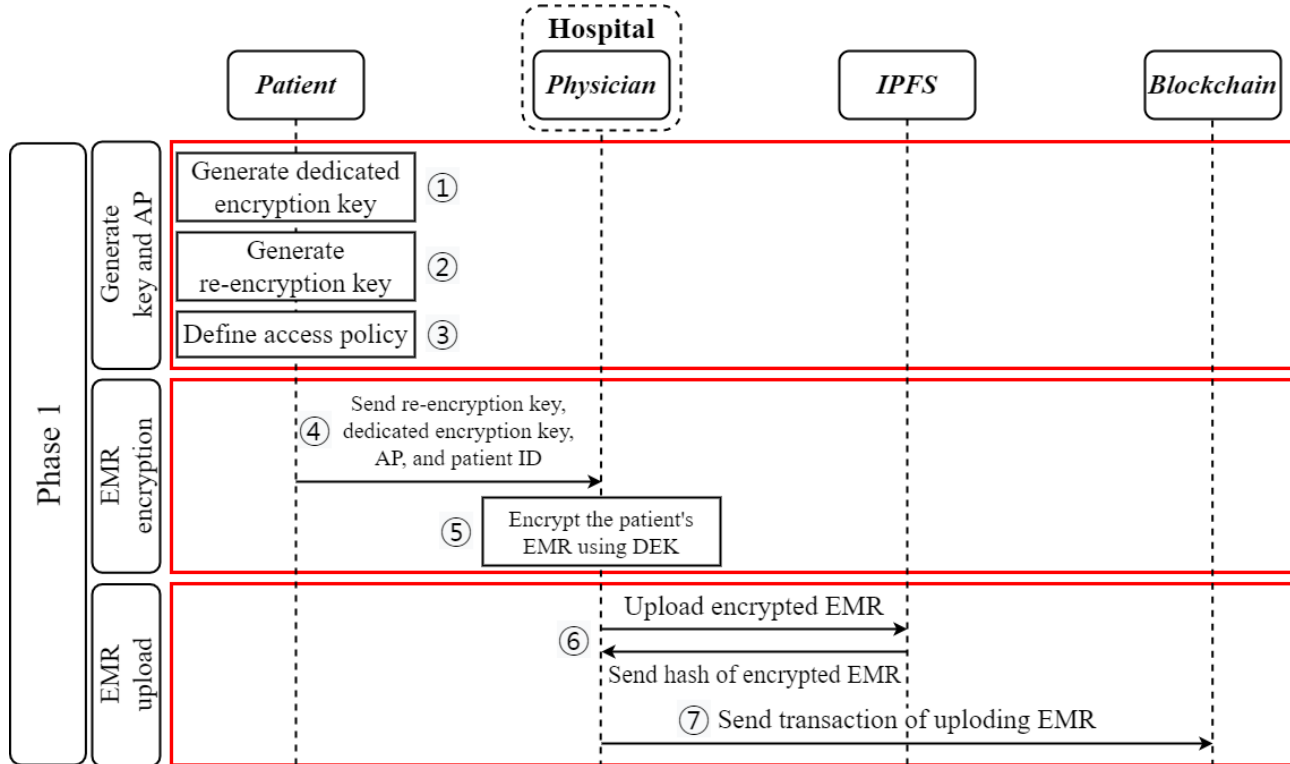 Hospital
Patient
Physician
IPFS
Blockchain
Phase 1
Generate
key and AP
Generate dedicated
encryption key
①
Generate
re-encryption key
②
Define access policy
③
EMR
encryption
④
Send re-encryption key,
dedicated encryption key,
AP, and patient ID
⑤
Encrypt the patient's
EMR using DEK
EMR
upload
Upload encrypted EMR
⑥
Send hash of encrypted EMR
⑦ Send transaction of uploding EMR